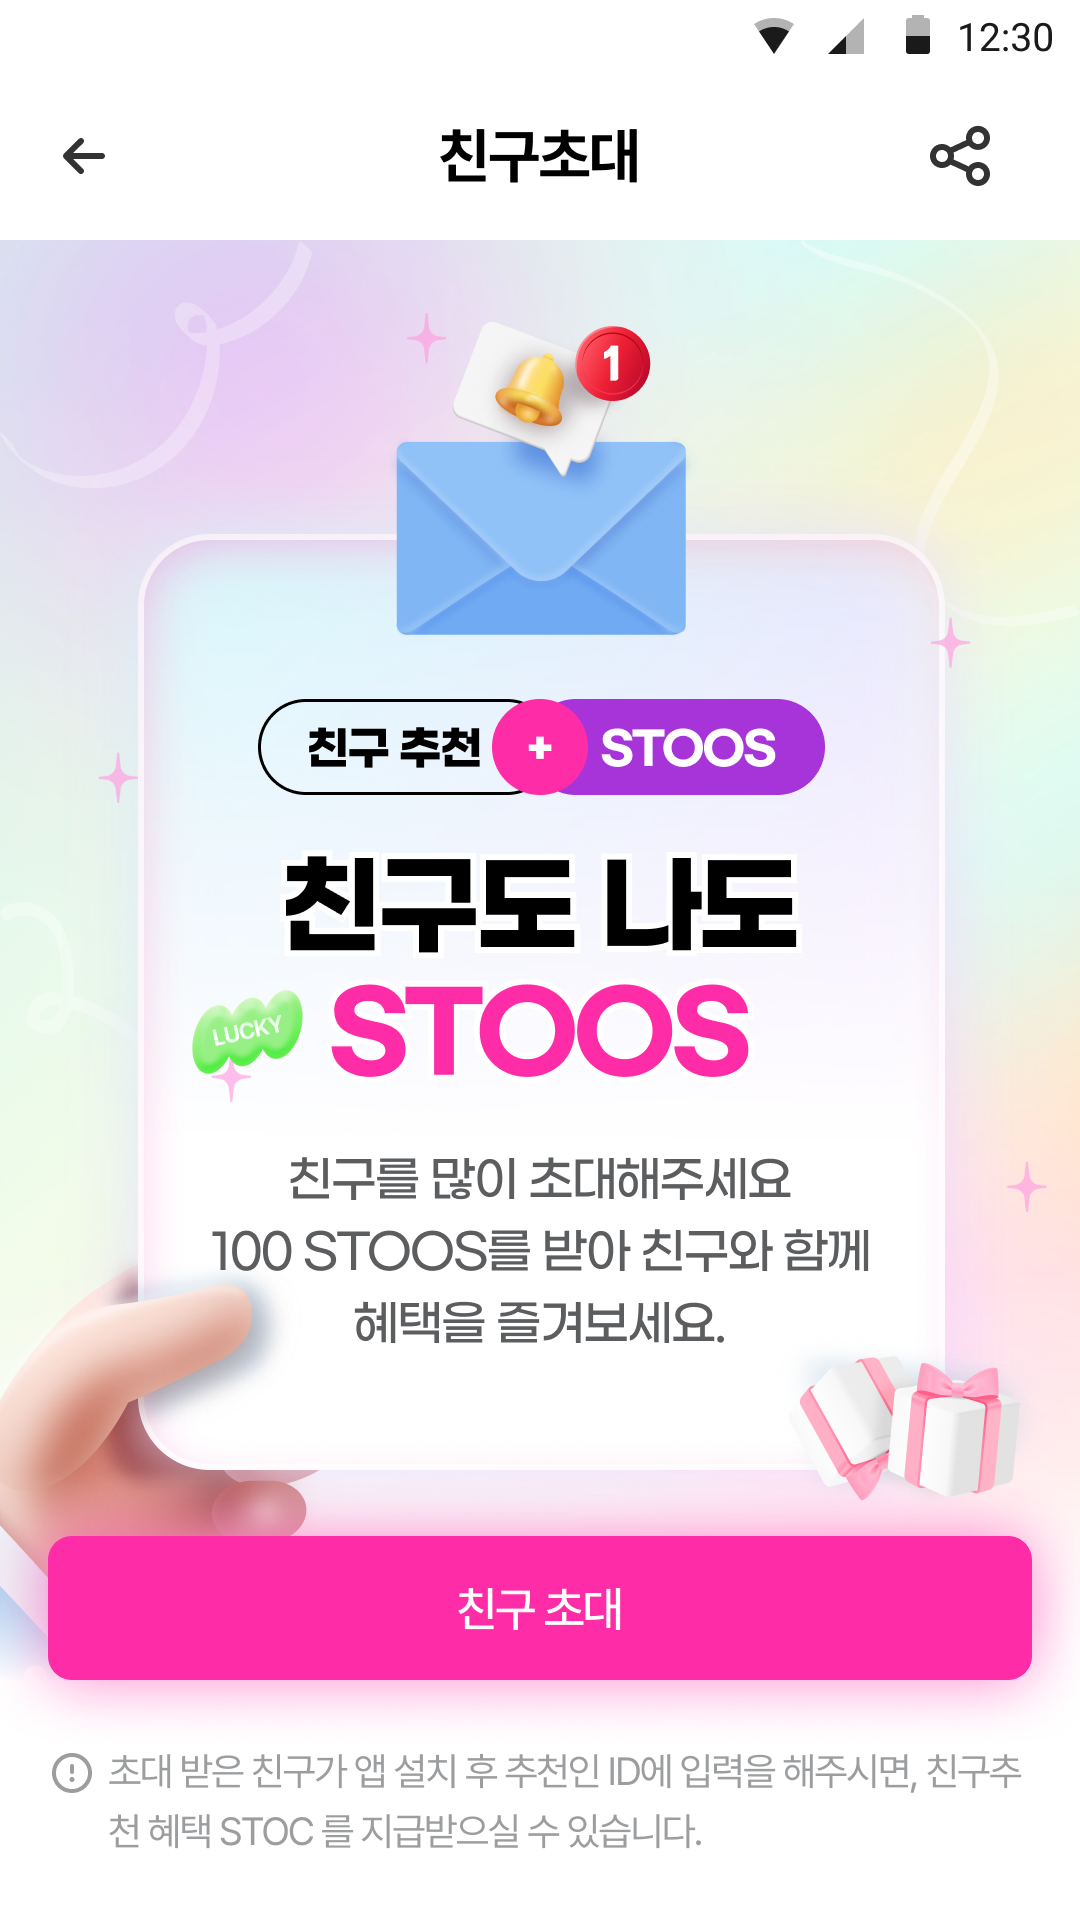 12:30
친구초대
1
친구 추천 + STOOS
친구도 나도
LUCKY
STOOS
친구를 많이 초대해주세요
100 STOOS를 받아 친구와 함께
혜택을 즐겨보세요.
친구 초대
초대 받은 친구가 앱 설치 후 추천인 ID에 입력을 해주시면, 친구추
천 혜택 STOC 를 지급받으실 수 있습니다.